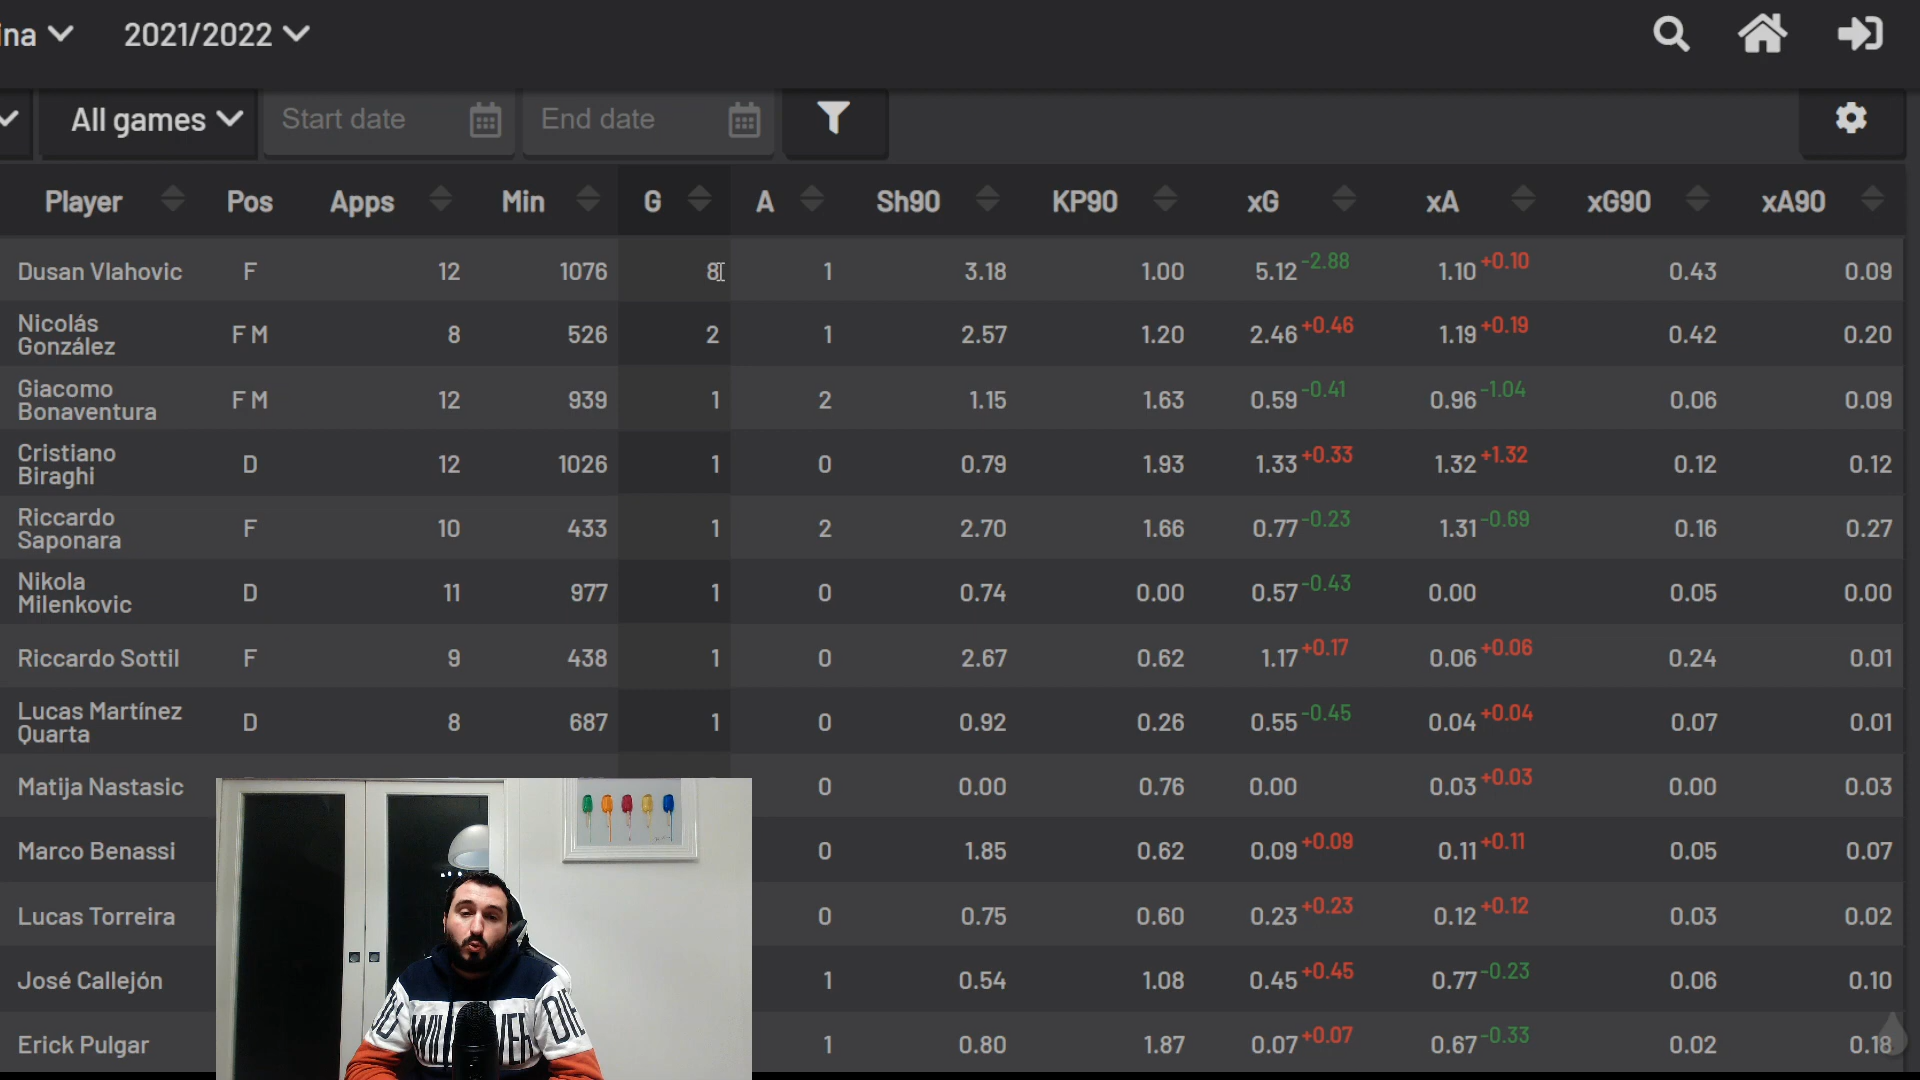 ina 2021/2022
All games Start date End date
Player Pos Apps Min G A Sh90 KP90 xG xA xG90 xA90
Dusan Vlahovic F 12 1076 8 1 3.18 1.00 5.12 -2.88 1.10 +0.10 0.43 0.09
Nicolás
González F M 8 526 2 1 2.57 1.20 2.46 +0.46 1.19 +0.19 0.42 0.20
Giacomo
Bonaventura F M 12 939 1 2 1.15 1.63 0.59 -0.41 0.96 -1.04 0.06 0.09
Cristiano
Biraghi D 12 1026 1 0 0.79 1.93 1.33 +0.33 1.32 +1.32 0.12 0.12
Riccardo
Saponara F 10 433 1 2 2.70 1.66 0.77 -0.23 1.31 -0.69 0.16 0.27
Nikola
Milenkovic D 11 977 1 0 0.74 0.00 0.57 -0.43 0.00 0.05 0.00
Riccardo Sottil F 9 438 1 0 2.67 0.62 1.17 +0.17 0.06 +0.06 0.24 0.01
Lucas Martínez
Quarta D 8 687 1 0 0.92 0.26 0.55 -0.45 0.04 +0.04 0.07 0.01
Matija Nastasic 0 0.00 0.76 0.00 0.03 +0.03 0.00 0.03
Marco Benassi 0 1.85 0.62 0.09 +0.09 0.11 +0.11 0.05 0.07
Lucas Torreira 0 0.75 0.60 0.23 +0.23 0.12 +0.12 0.03 0.02
José Callejón 1 0.54 1.08 0.45 +0.45 0.77 -0.23 0.06 0.10
Erick Pulgar 1 0.80 1.87 0.07 +0.07 0.67 -0.33 0.02 0.18